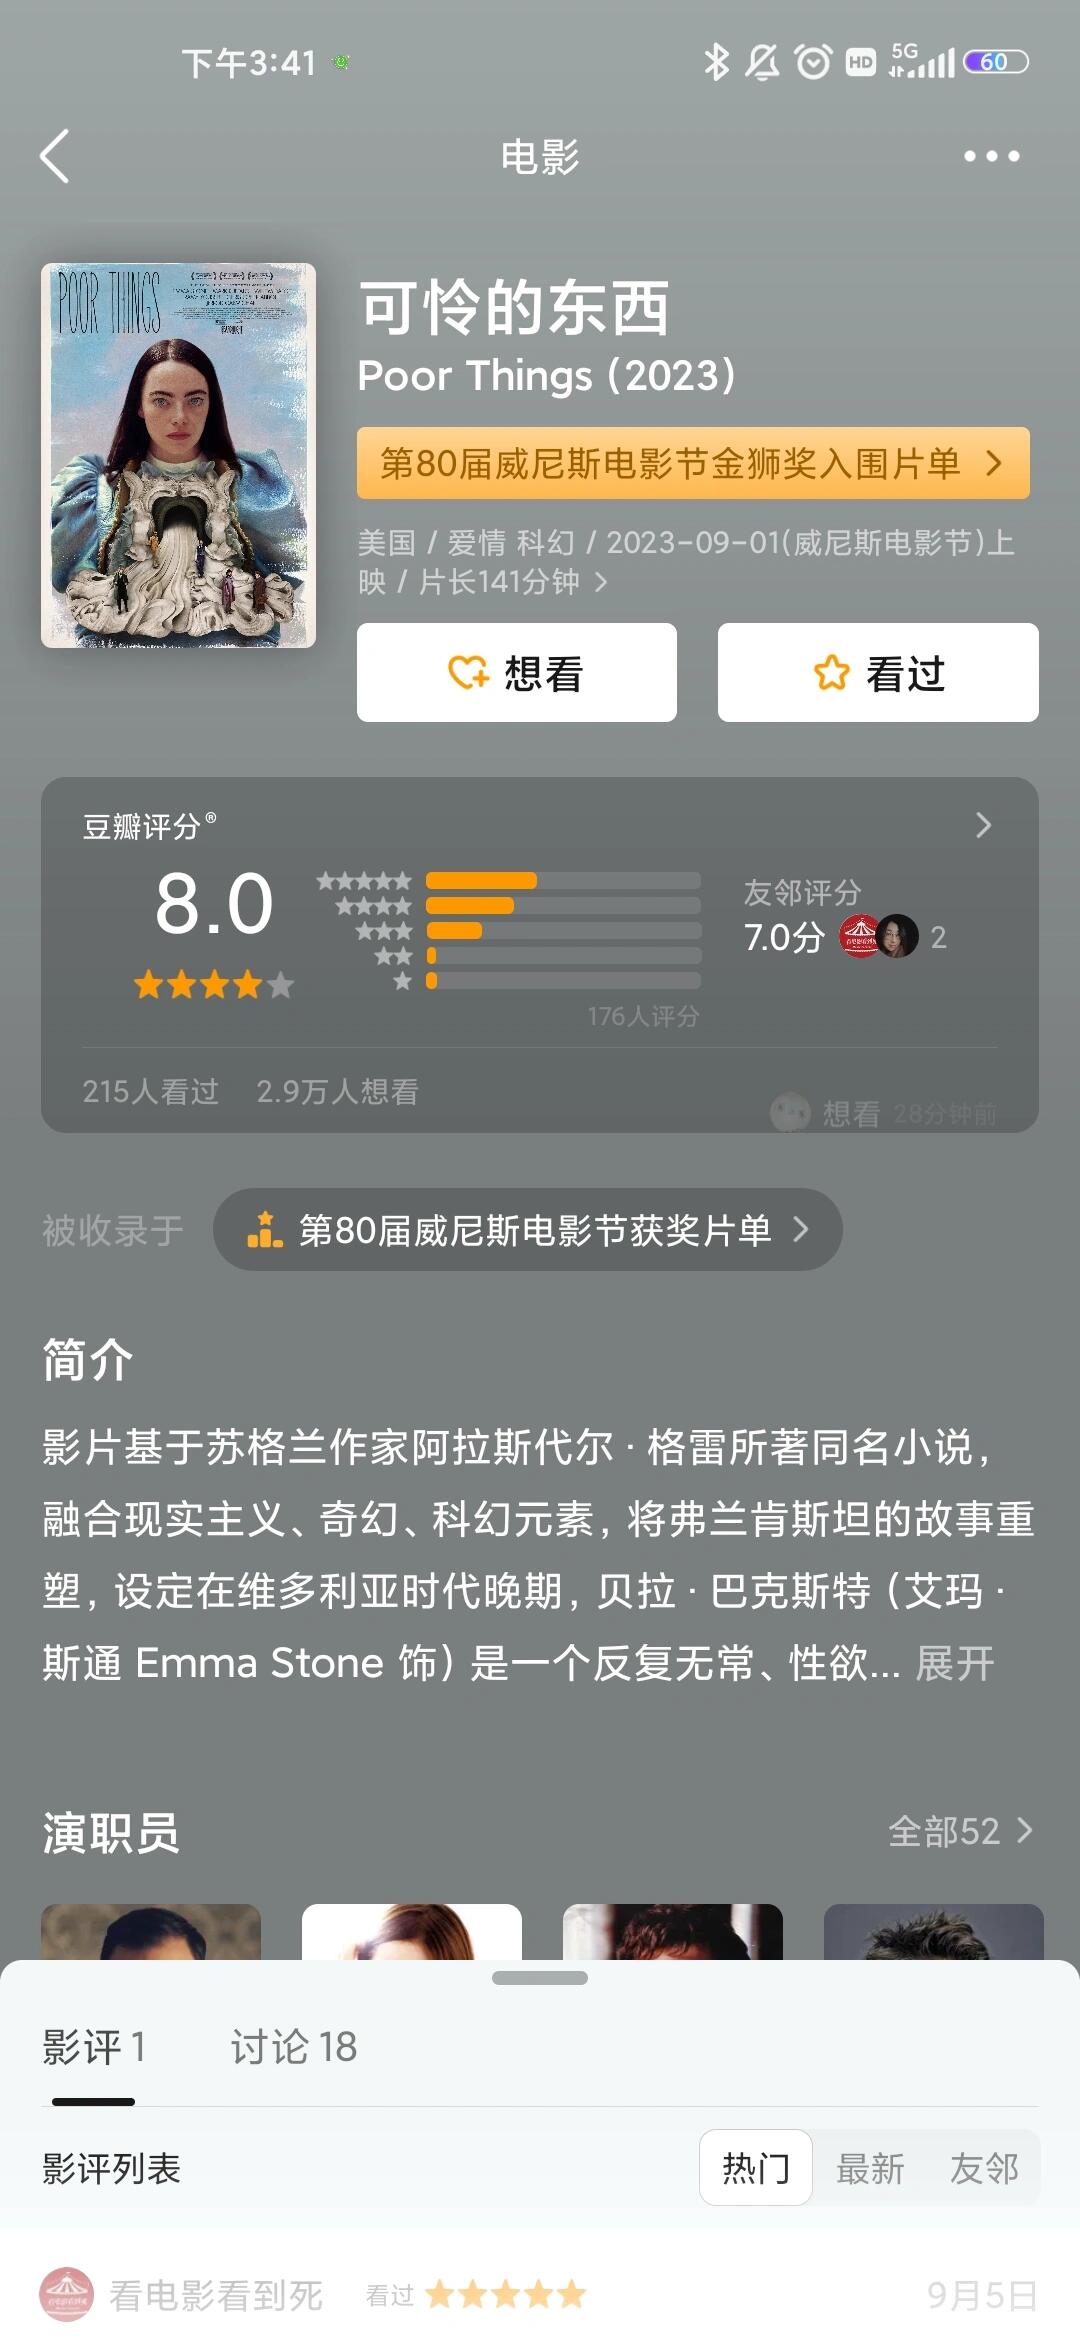 下午3:41
HD
5G
60
电影
POOR THINGS
可怜的东西
Poor Things (2023)
第80届威尼斯电影节金狮奖入围片单
美国 / 爱情 科幻 / 2023-09-01(威尼斯电影节)上
映 / 片长141分钟
想看
看过
豆瓣评分®
8.0
176人评分
友邻评分
7.0分
2
215人看过
2.9万人想看
想看 28分钟前
被收录于
第80届威尼斯电影节获奖片单
简介
影片基于苏格兰作家阿拉斯代尔·格雷所著同名小说，
融合现实主义、奇幻、科幻元素，将弗兰肯斯坦的故事重
塑，设定在维多利亚时代晚期，贝拉·巴克斯特（艾玛·
斯通 Emma Stone 饰）是一个反复无常、性欲... 展开
演职员
全部52
影评 1
讨论 18
影评列表
热门
最新
友邻
看电影看到死
看过
9月5日